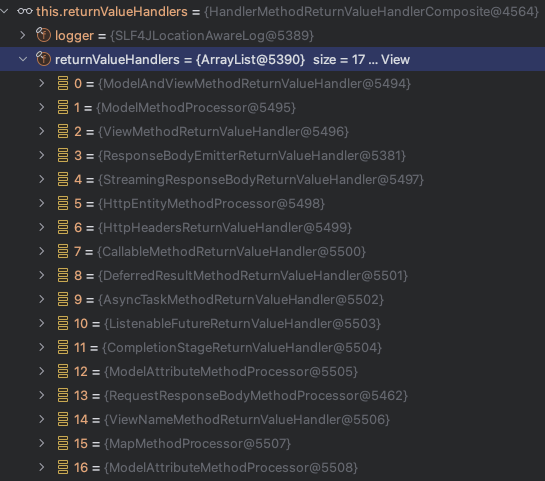 this.returnValueHandlers = {HandlerMethodReturnValueHandlerComposite@4564}
logger = {SLF4JLocationAwareLog@5389}
returnValueHandlers = {ArrayList@5390} size = 17 ... View
0 = {ModelAndViewMethodReturnValueHandler@5494}
1 = {ModelMethodProcessor@5495}
2 = {ViewMethodReturnValueHandler@5496}
3 = {ResponseBodyEmitterReturnValueHandler@5381}
4 = {StreamingResponseBodyReturnValueHandler@5497}
5 = {HttpEntityMethodProcessor@5498}
6 = {HttpHeadersReturnValueHandler@5499}
7 = {CallableMethodReturnValueHandler@5500}
8 = {DeferredResultMethodReturnValueHandler@5501}
9 = {AsyncTaskMethodReturnValueHandler@5502}
10 = {ListenableFutureReturnValueHandler@5503}
11 = {CompletionStageReturnValueHandler@5504}
12 = {ModelAttributeMethodProcessor@5505}
13 = {RequestResponseBodyMethodProcessor@5462}
14 = {ViewNameMethodReturnValueHandler@5506}
15 = {MapMethodProcessor@5507}
16 = {ModelAttributeMethodProcessor@5508}